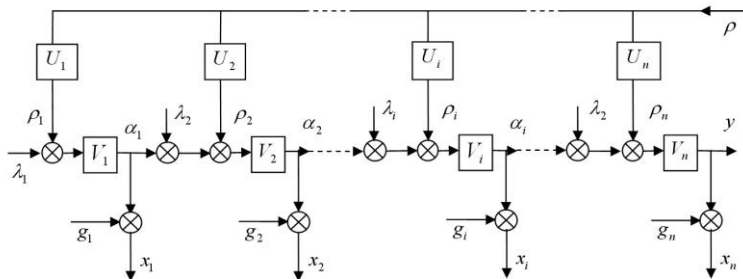 ρ
U₁ U₂ Uᵢ Uₙ
ρ₁ α₁ λ₂ ρ₂ α₂ λᵢ ρᵢ αᵢ λ₂ ρₙ y
V₁ V₂ Vᵢ Vₙ
λ₁
g₁ g₂ gᵢ gₙ
x₁ x₂ xᵢ xₙ